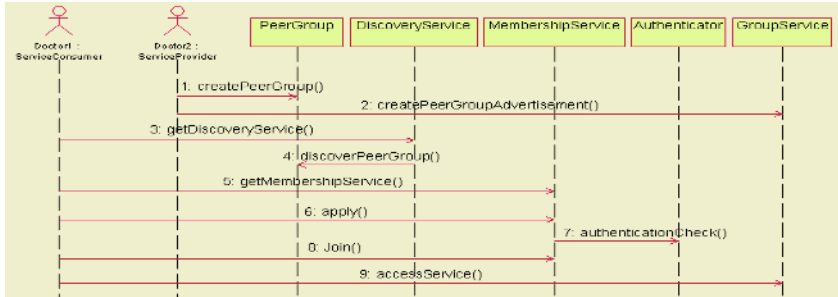 PeerGroup DiscoveryService MembershipService Authenticator GroupService
Doctor1 : Doctor2 :
ServiceConsumer ServiceProvider
1: createPeerGroup()
2: createPeerGroupAdvertisement()
3: getDiscoveryService()
4: discoverPeerGroup()
5: getMembershipService()
6: apply()
7: authenticationCheck()
8: Join()
9: accessService()